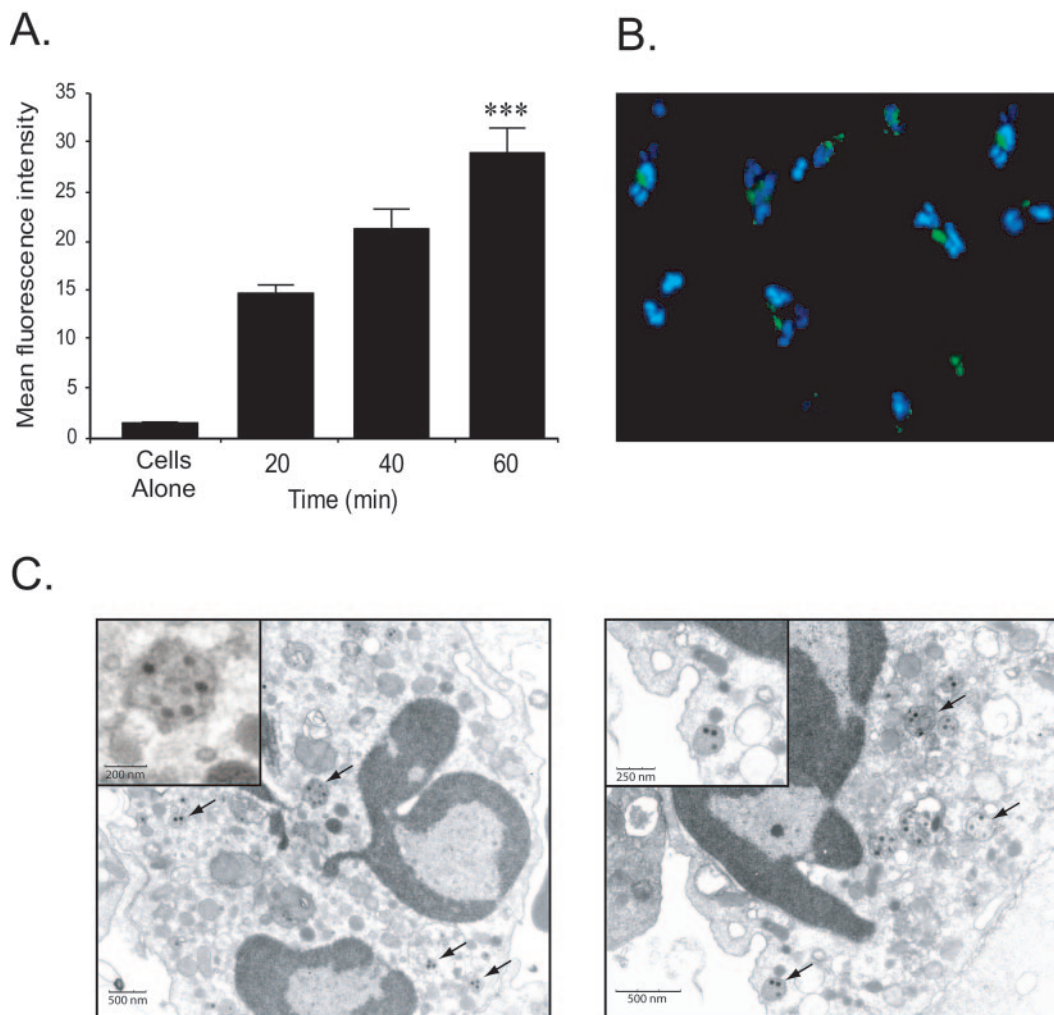 A.
B.
Mean fluorescence intensity
35
30
25
20
15
10
5
0
***
Cells Alone
20
40
60
Time (min)
C.
200 nm
500 nm
250 nm
500 nm